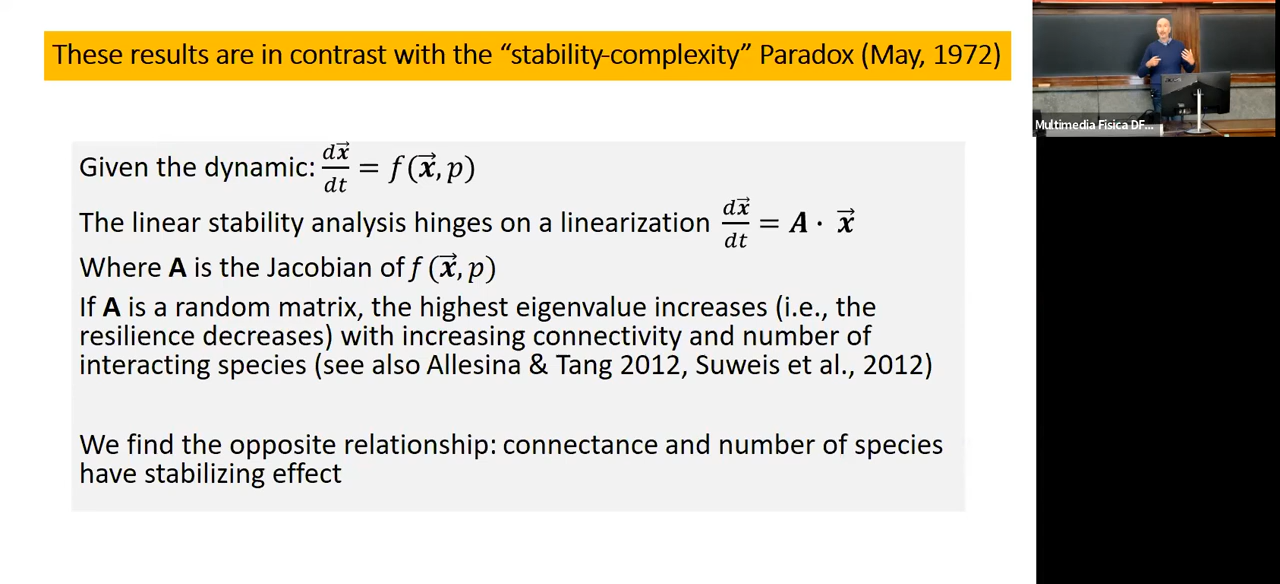 These results are in contrast with the “stability-complexity” Paradox (May, 1972)
Multimedia Fisica DF...
Given the dynamic: dx⃗/dt = f(x⃗, p)
The linear stability analysis hinges on a linearization dx⃗/dt = A · x⃗
Where A is the Jacobian of f (x⃗, p)
If A is a random matrix, the highest eigenvalue increases (i.e., the
resilience decreases) with increasing connectivity and number of
interacting species (see also Allesina & Tang 2012, Suweis et al., 2012)
We find the opposite relationship: connectance and number of species
have stabilizing effect